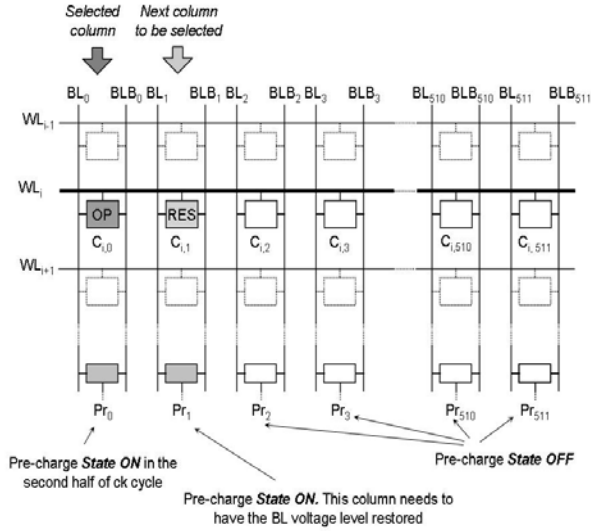 Selected column Next column to be selected
BL0 BLB0 BL1 BLB1 BL2 BLB2 BL3 BLB3 BL510 BLB510 BL511 BLB511
WLi-1
WLi
OP RES
Ci,0 Ci,1 Ci,2 Ci,3 Ci,510 Ci, 511
WLi+1
Pr0 Pr1 Pr2 Pr3 Pr510 Pr511
Pre-charge State ON in the
second half of ck cycle
Pre-charge State OFF
Pre-charge State ON. This column needs to
have the BL voltage level restored